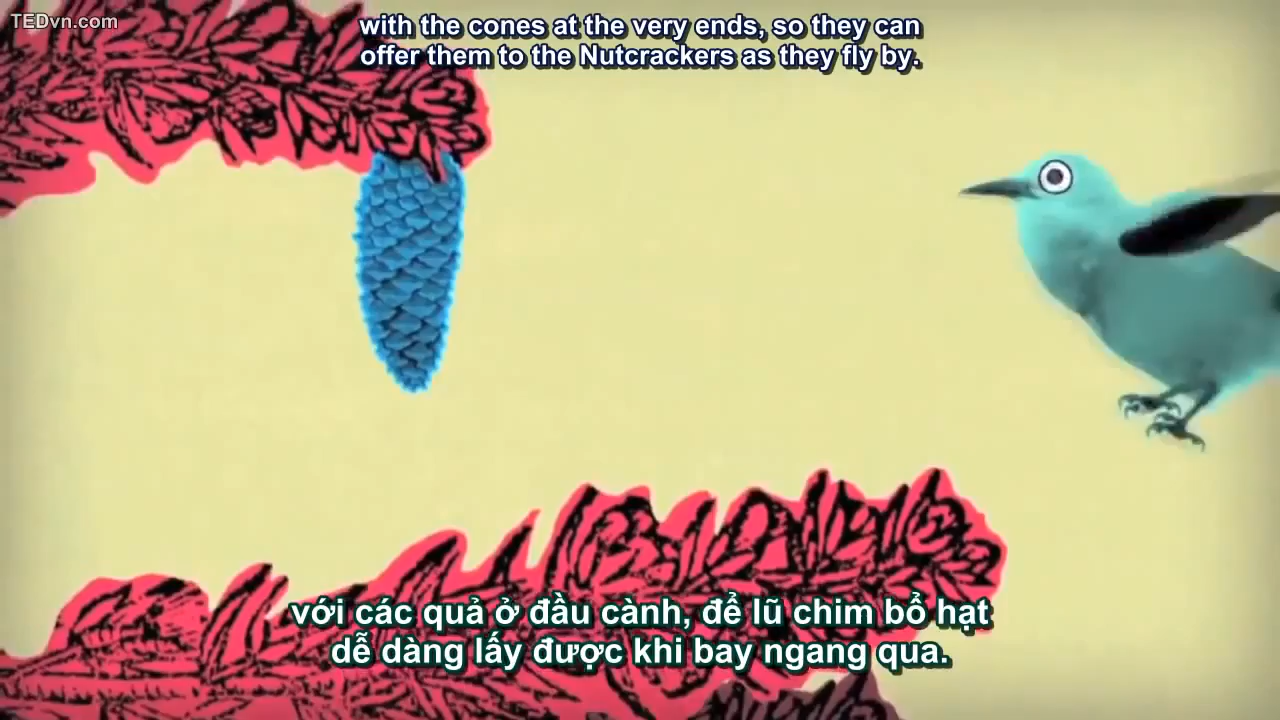 TEDvn.com
with the cones at the very ends, so they can
offer them to the Nutcrackers as they fly by.
với các quả ở đầu cành, để lũ chim bổ hạt
dễ dàng lấy được khi bay ngang qua.